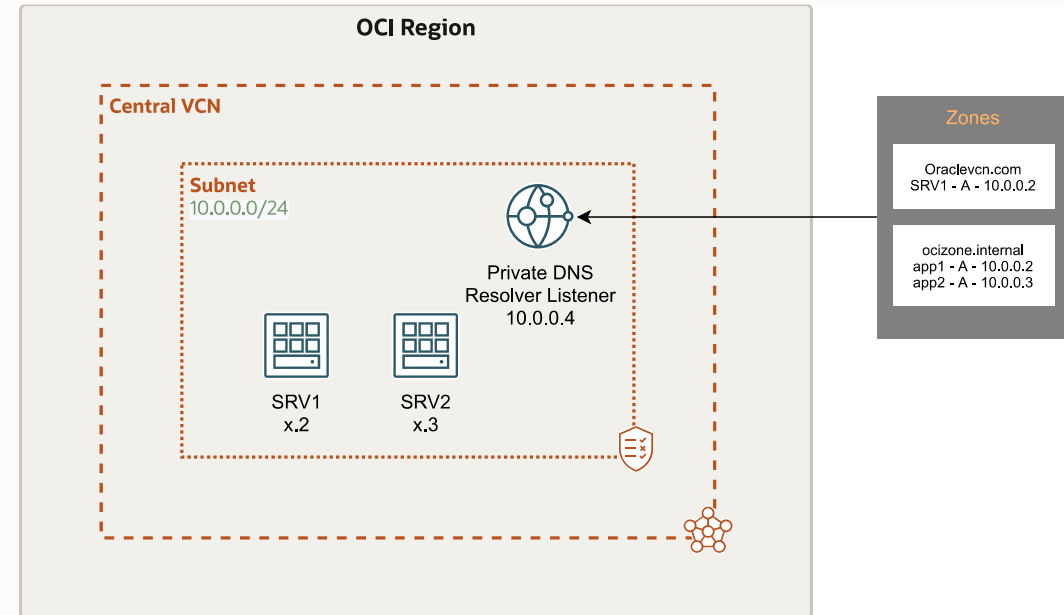 OCI Region
Central VCN
Subnet
10.0.0.0/24
Private DNS
Resolver Listener
10.0.0.4
SRV1
x.2
SRV2
x.3
Zones
Oraclevcn.com
SRV1 - A - 10.0.0.2
ocizone.internal
app1 - A - 10.0.0.2
app2 - A - 10.0.0.3